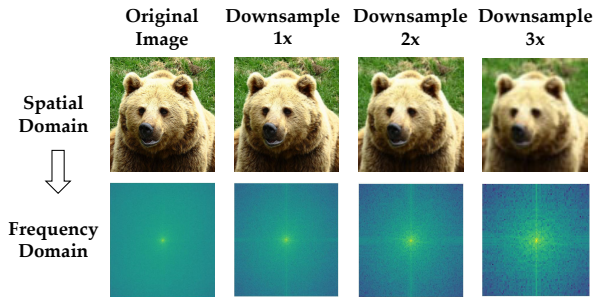 Original Image
Downsample 1x
Downsample 2x
Downsample 3x
Spatial Domain
Frequency Domain